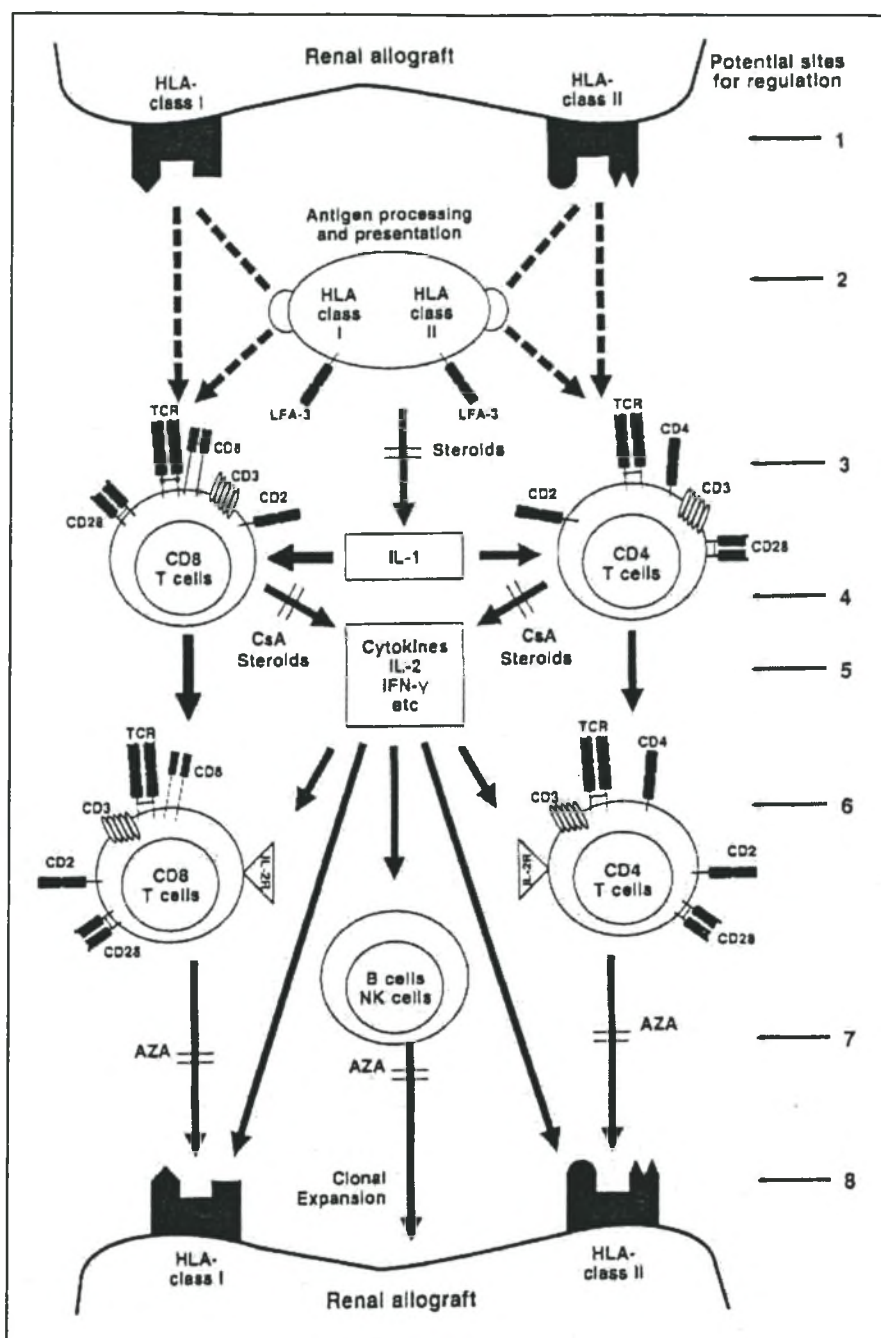 Renal allograft
Potential sites
for regulation
HLA-
class I
HLA-
class II
1
Antigen processing
and presentation
2
HLA
class
I
HLA
class
II
LFA-3
LFA-3
TCR
CD8
CD3
CD2
CD28
CD8
T cells
Steroids
IL-1
TCR
CD4
CD3
CD2
CD28
CD4
T cells
3
4
CsA
Steroids
Cytokines
IL-2
IFN-γ
etc
CsA
Steroids
5
TCR
CD8
CD3
CD2
CD8
T cells
IL-2R
CD28
TCR
CD4
CD3
CD2
IL-2R
CD4
T cells
CD28
6
B cells
NK cells
AZA
AZA
AZA
7
Clonal
Expansion
8
HLA-
class I
HLA-
class II
Renal allograft